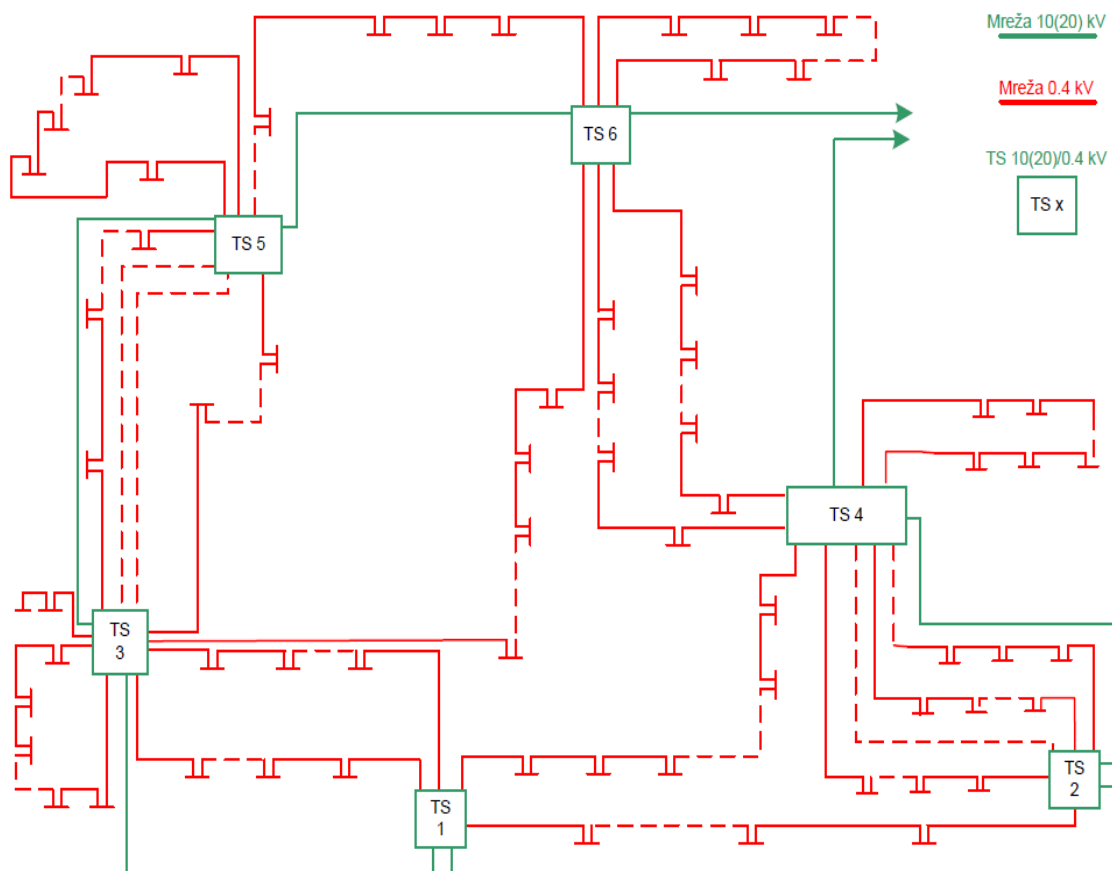 Mreža 10(20) kV
Mreža 0.4 kV
TS 10(20)/0.4 kV
TS x
TS 6
TS 5
TS 4
TS
3
TS
2
TS
1